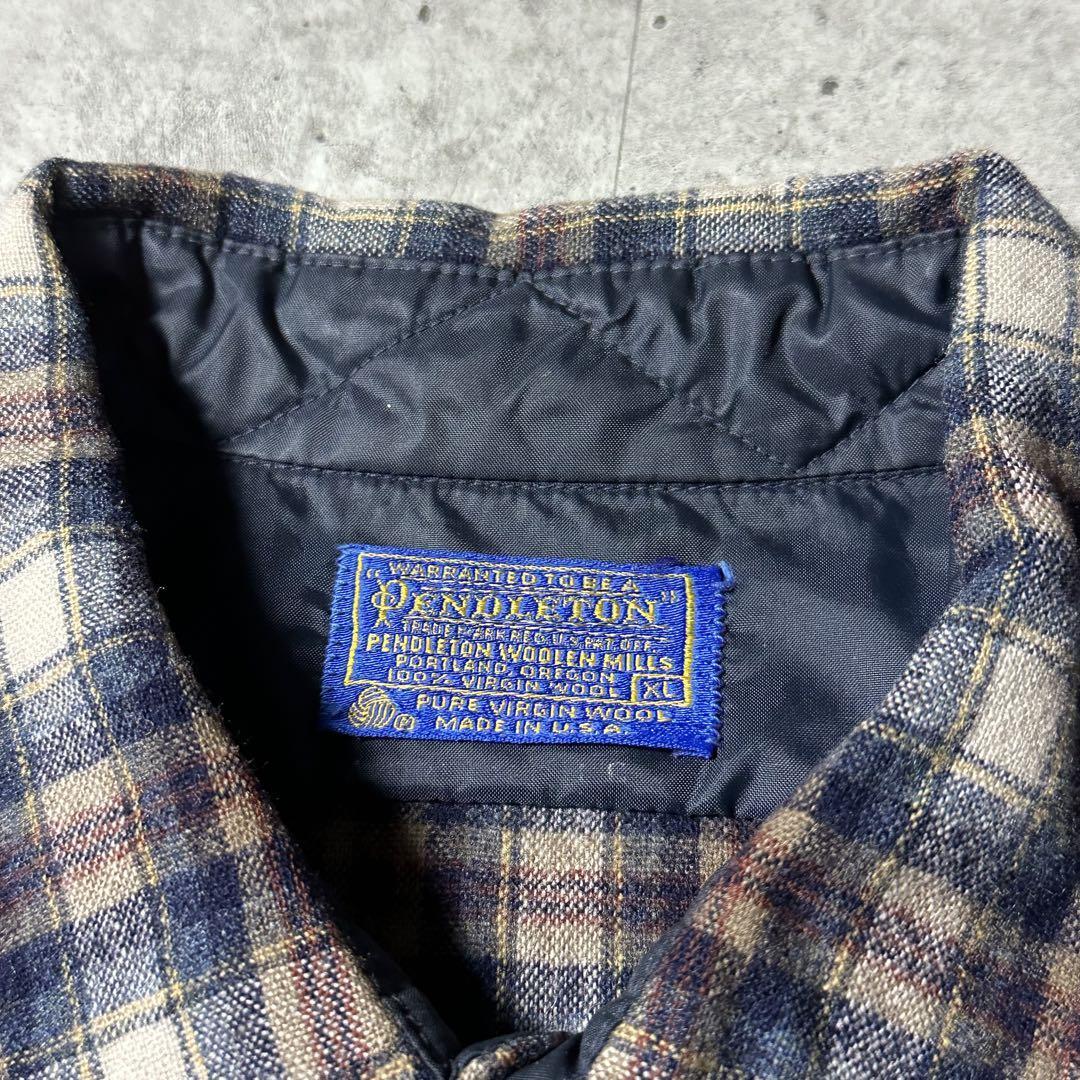 WARRANTED TO BE A
"PENDLETON"
TRADE MARK REG. U.S. PAT. OFF.
PENDLETON WOOLEN MILLS
PORTLAND, OREGON
100% VIRGIN WOOL XL
PURE VIRGIN WOOL
MADE IN U.S.A.